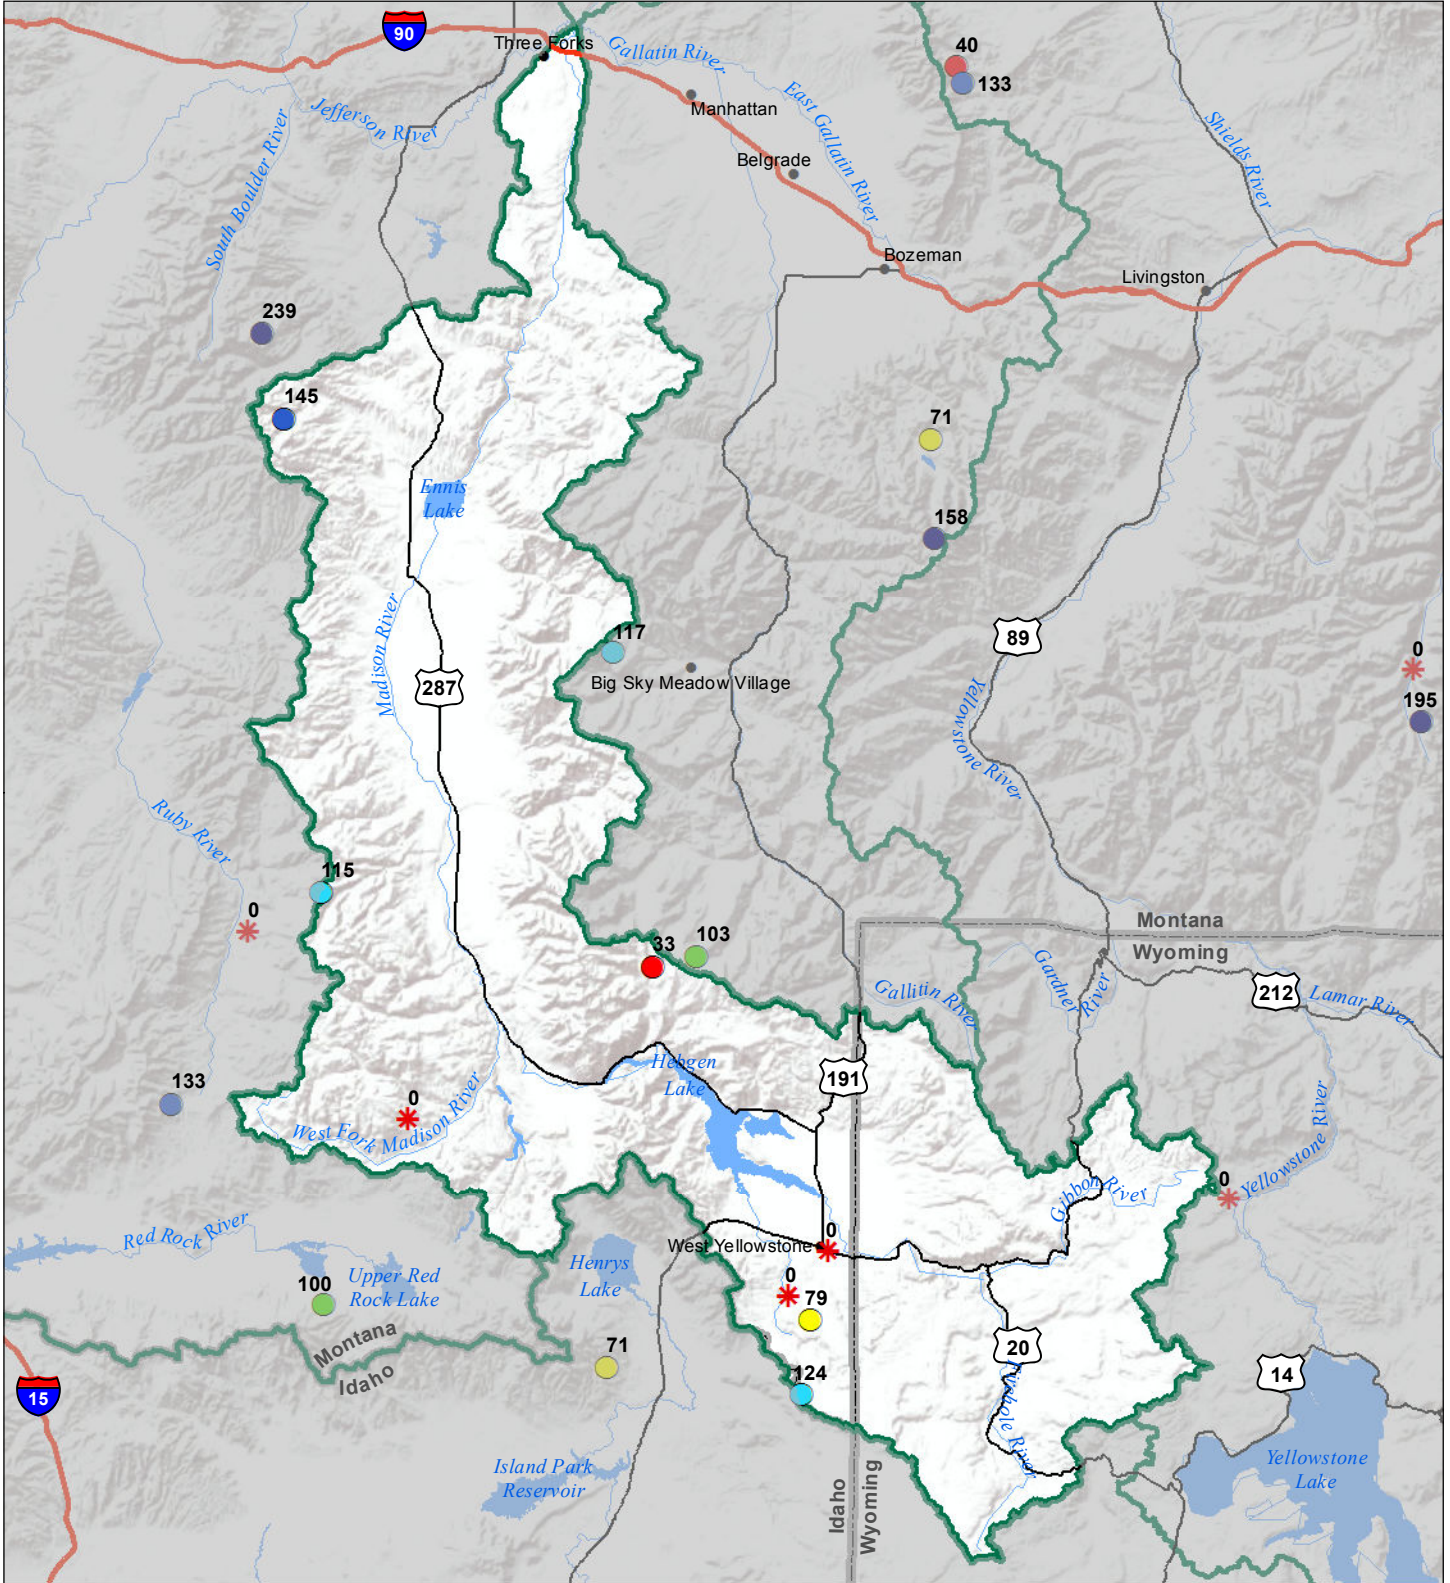 90
Three Forks
Gallatin River
40
133
Manhattan
Jefferson River
East Gallatin River
Shields River
South Boulder River
Belgrade
Bozeman
Livingston
239
145
71
Ennis
Lake
158
Madison River
117
89
0
Big Sky Meadow Village
287
Yellowstone River
195
Ruby River
115
0
33
103
Montana
Wyoming
Gardner
River
Gallitin River
212
Lamar River
Hebgen
Lake
191
133
0
West Fork Madison River
Yellowstone River
0
Gibbon River
Red Rock River
West Yellowstone
0
Henrys
Lake
Upper Red
Rock Lake
100
0
79
Montana
Idaho
71
20
14
15
124
Firehole River
Island Park
Reservoir
Yellowstone
Lake
Idaho
Wyoming